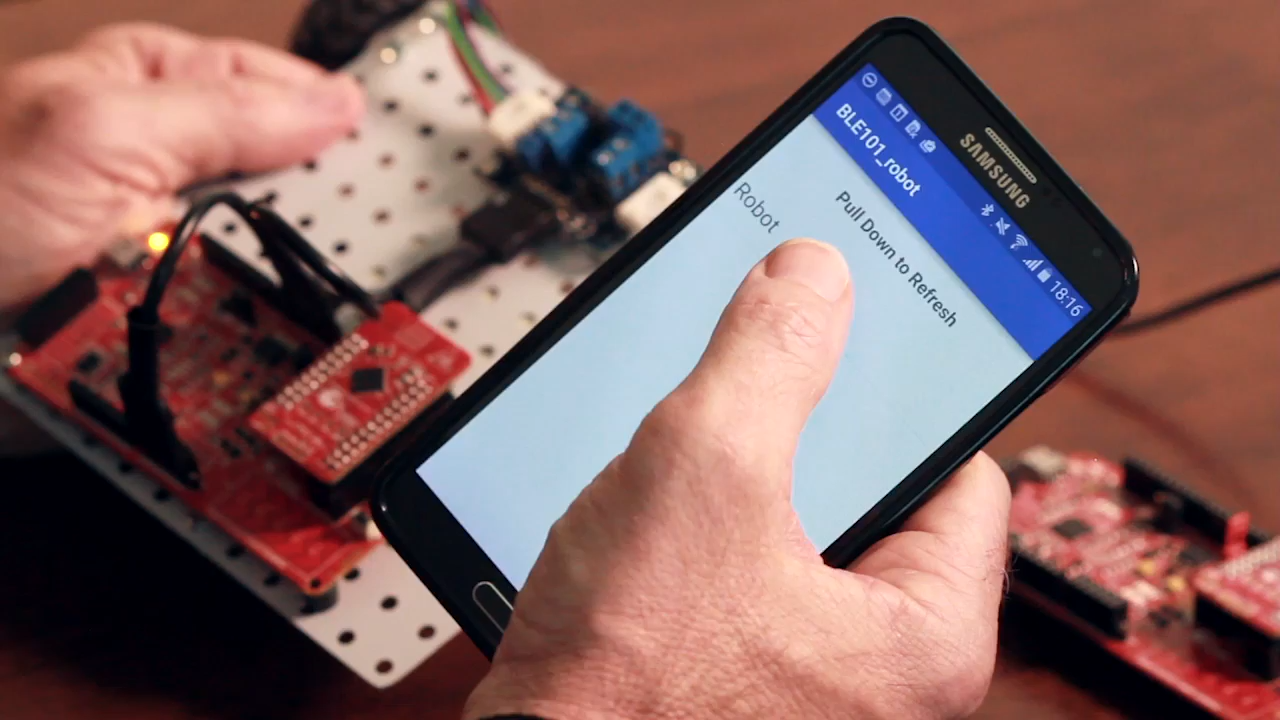 SAMSUNG
18:16
BLE101_robot
Pull Down to Refresh
Robot